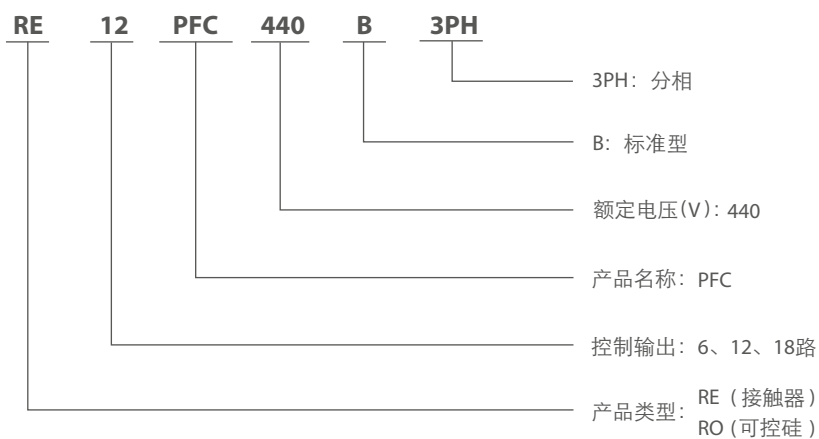 RE 12 PFC 440 B 3PH
3PH：分相
B：标准型
额定电压(V)：440
产品名称：PFC
控制输出：6、12、18路
产品类型：RE（接触器）
RO（可控硅）